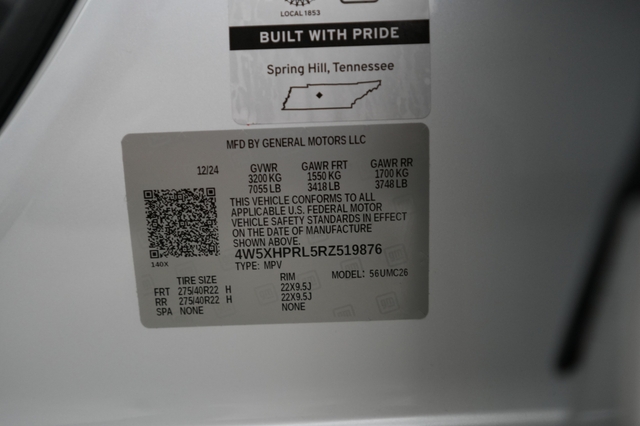 LOCAL 1853
BUILT WITH PRIDE
Spring Hill, Tennessee
MFD BY GENERAL MOTORS LLC
12/24 GVWR GAWR FRT GAWR RR
3200 KG 1550 KG 1700 KG
7055 LB 3418 LB 3748 LB
THIS VEHICLE CONFORMS TO ALL
APPLICABLE U.S. FEDERAL MOTOR
VEHICLE SAFETY STANDARDS IN EFFECT
ON THE DATE OF MANUFACTURE
SHOWN ABOVE.
4W5XHPRL5RZ519876
140X TYPE: MPV MODEL: 56UMC26
TIRE SIZE RIM
FRT 275/40R22 H 22X9.5J
RR 275/40R22 H 22X9.5J
SPA NONE NONE